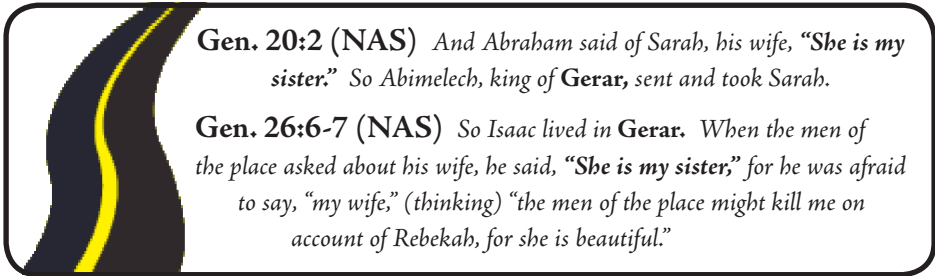 Gen. 20:2 (NAS) And Abraham said of Sarah, his wife, “She is my
sister.” So Abimelech, king of Gerar, sent and took Sarah.
Gen. 26:6-7 (NAS) So Isaac lived in Gerar. When the men of
the place asked about his wife, he said, “She is my sister,” for he was afraid
to say, “my wife,” (thinking) “the men of the place might kill me on
account of Rebekah, for she is beautiful.”